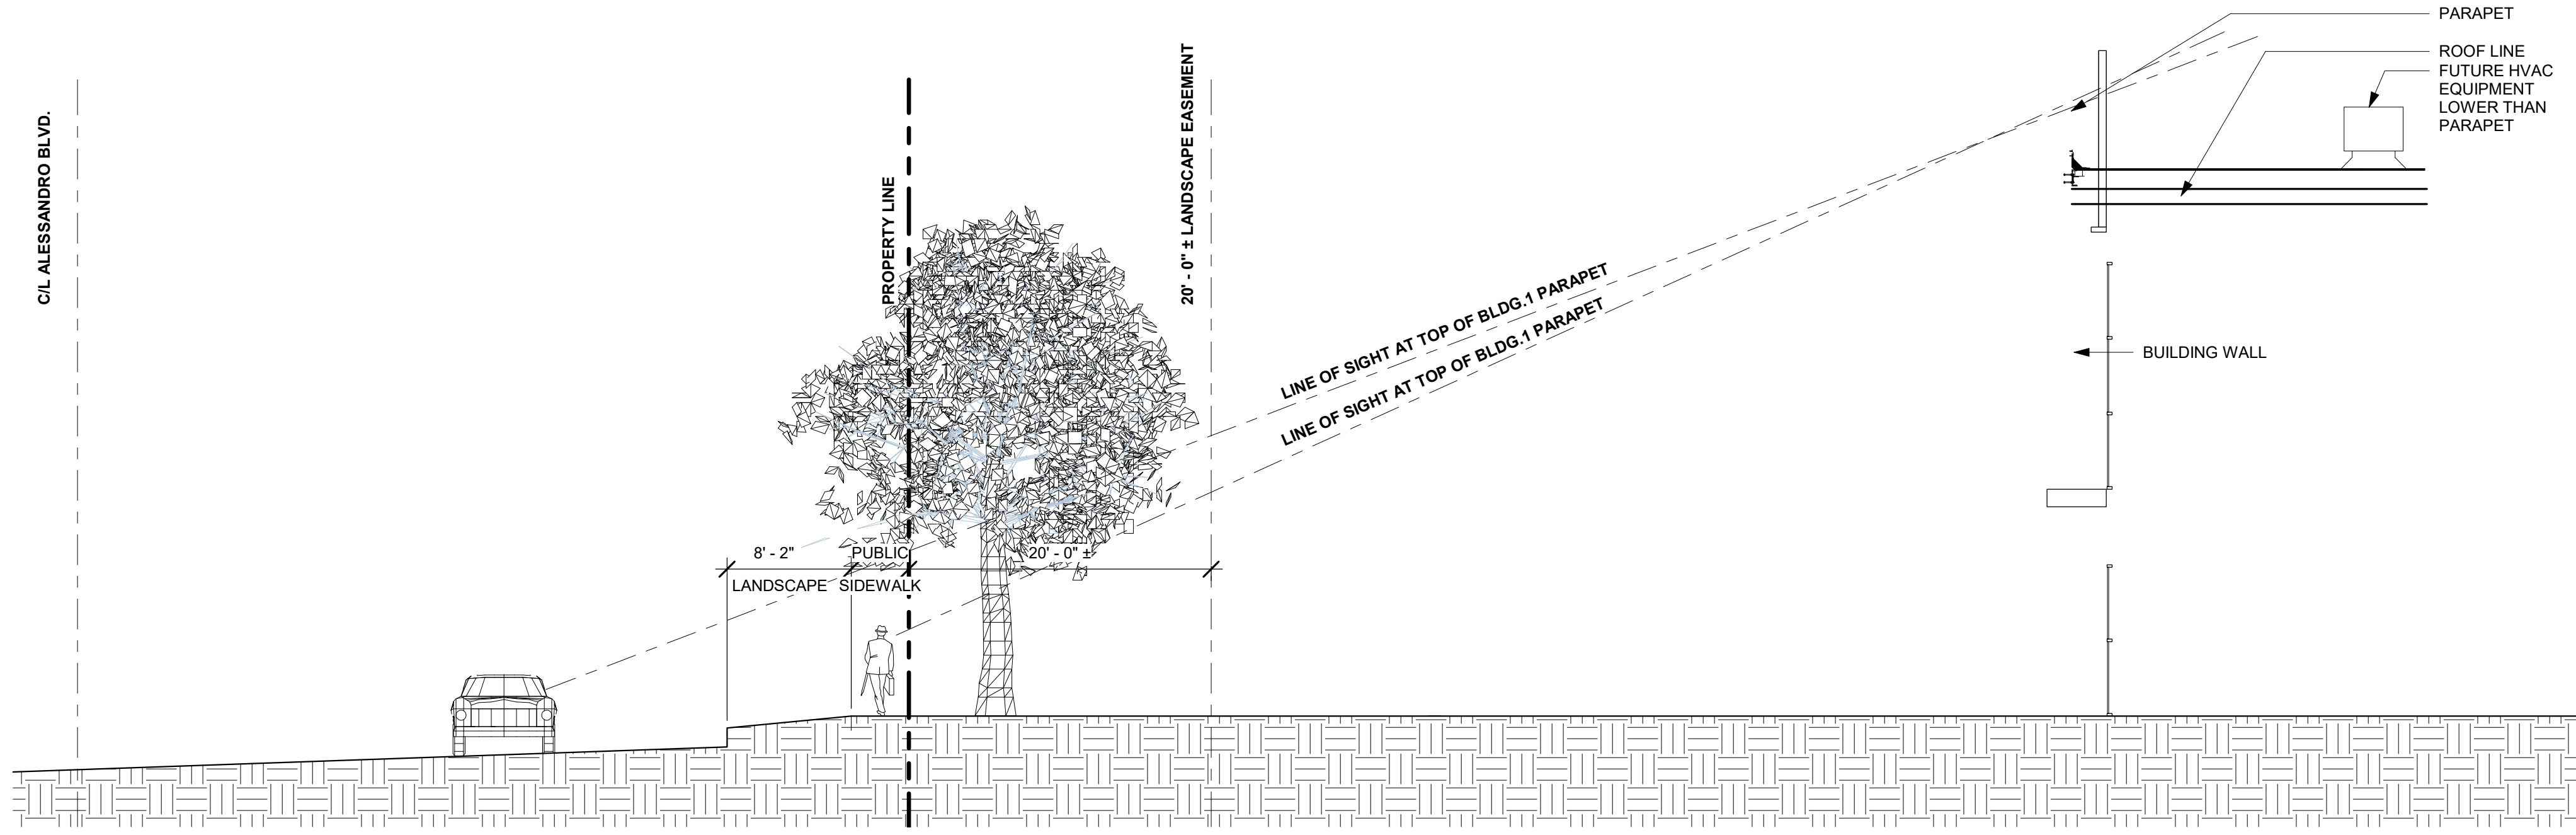 PARAPET
ROOF LINE
FUTURE HVAC
EQUIPMENT
LOWER THAN
PARAPET
C/L ALESSANDRO BLVD.
PROPERTY LINE
20' - 0" ± LANDSCAPE EASEMENT
LINE OF SIGHT AT TOP OF BLDG.1 PARAPET
LINE OF SIGHT AT TOP OF BLDG.1 PARAPET
BUILDING WALL
8' - 2"
PUBLIC
20' - 0" ±
LANDSCAPE
SIDEWALK